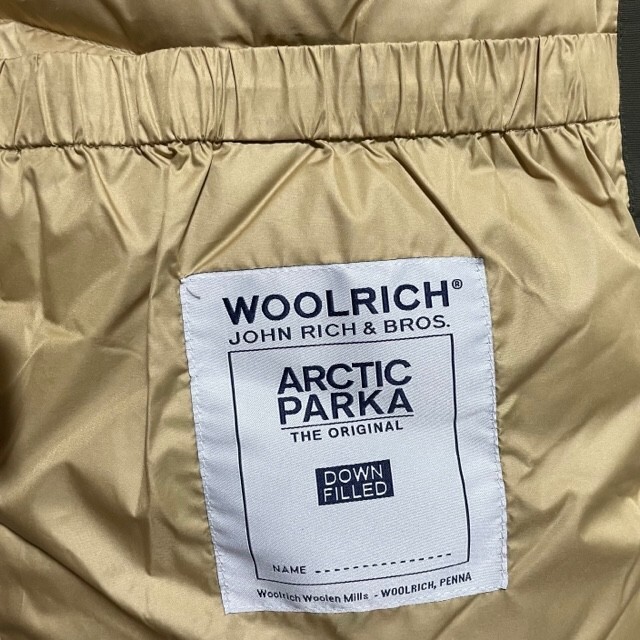 WOOLRICH®
JOHN RICH & BROS.
ARCTIC
PARKA
THE ORIGINAL
DOWN
FILLED
NAME ----------------
Woolrich Woolen Mills - WOOLRICH, PENNA